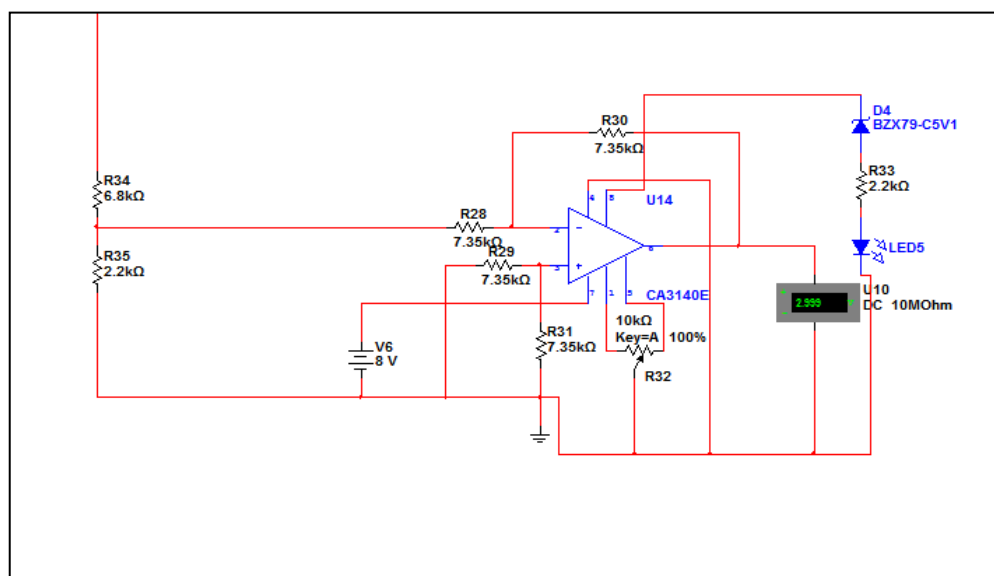 D4
BZX79-C5V1
R30
7.35kΩ
R33
2.2kΩ
R34
6.8kΩ
4
8
U14
R28
7.35kΩ
2
R35
2.2kΩ
R29
7.35kΩ
3
6
LED5
7
1
5
CA3140E
U10
DC 10MOhm
2.999
10kΩ
Key=A
100%
R31
7.35kΩ
V6
8 V
R32